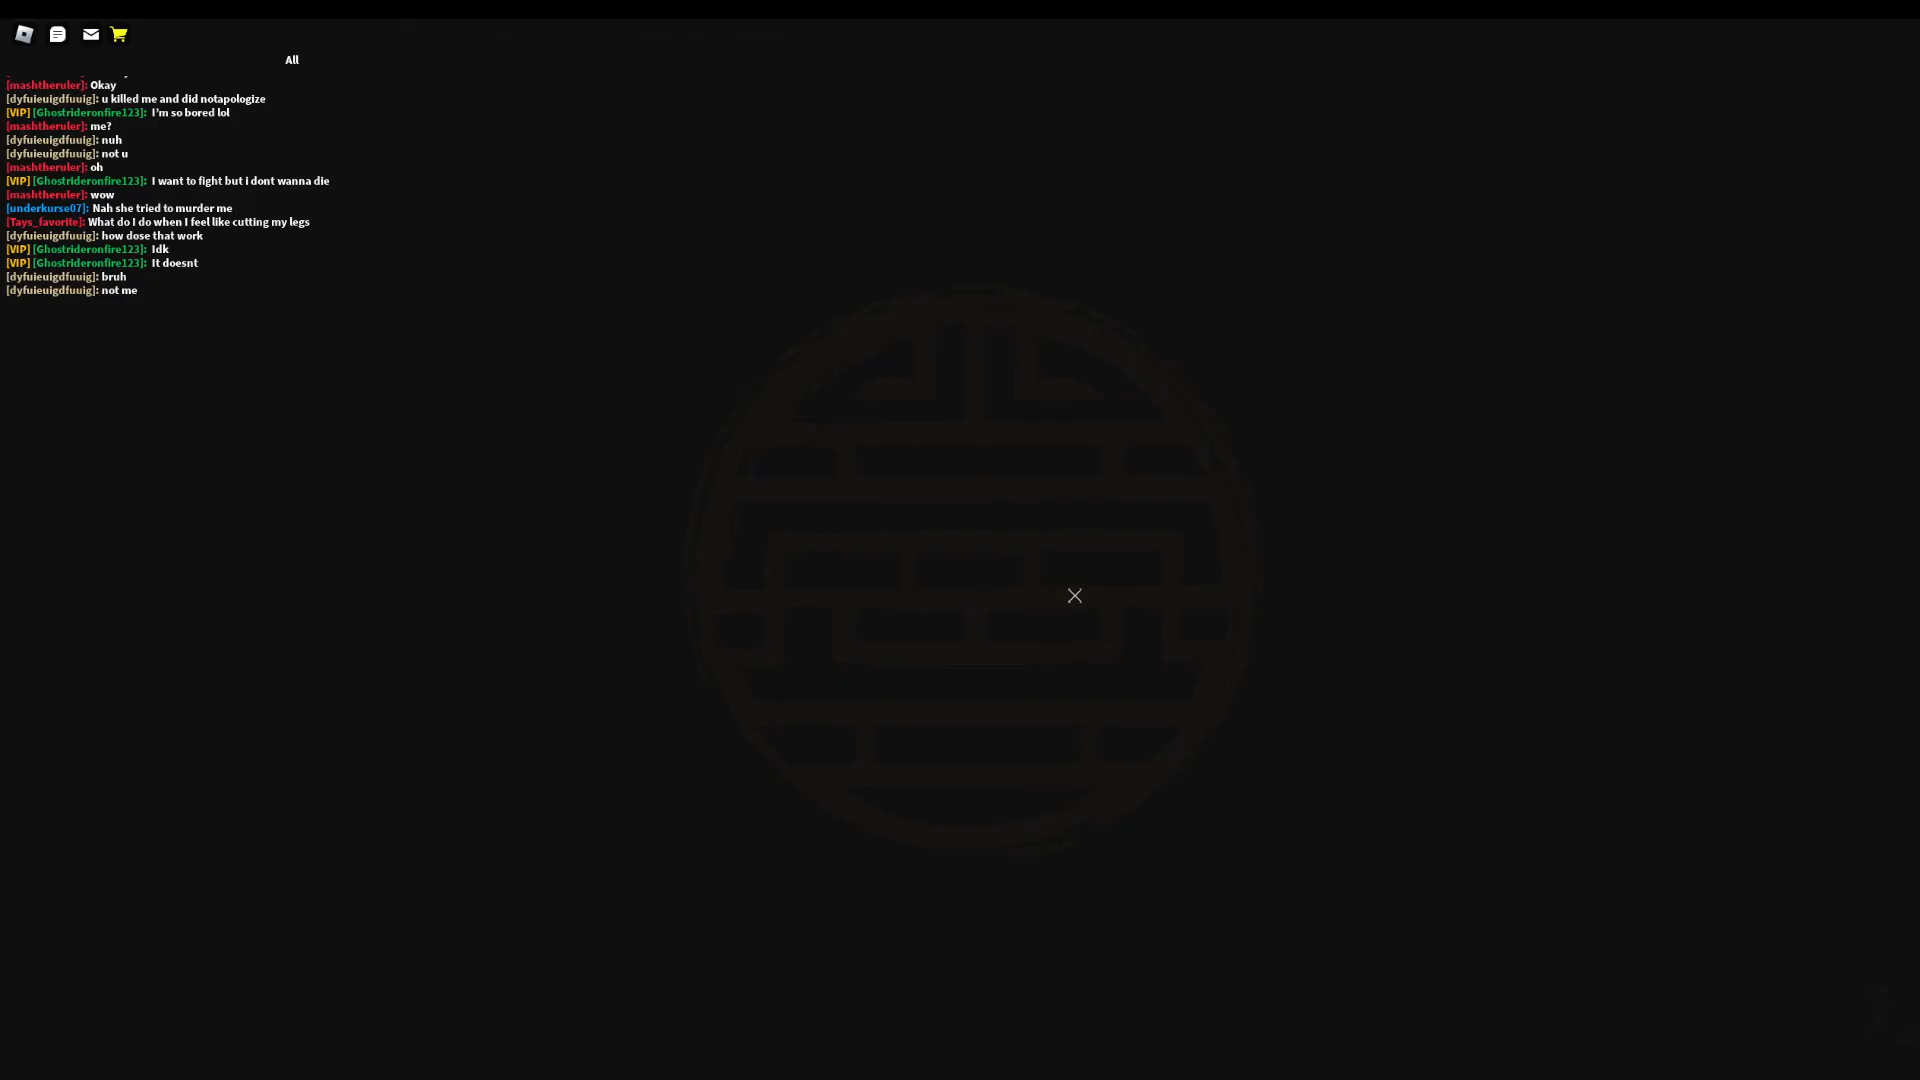 All
[mashtheruler]: Okay
[dyfuieuigdfuuig]: u killed me and did notapologize
[VIP] [Ghostrideronfire123]: I'm so bored lol
[mashtheruler]: me?
[dyfuieuigdfuuig]: nuh
[dyfuieuigdfuuig]: not u
[mashtheruler]: oh
[VIP] [Ghostrideronfire123]: I want to fight but i dont wanna die
[mashtheruler]: wow
[underkurse07]: Nah she tried to murder me
[Tays_favorite]: What do I do when I feel like cutting my legs
[dyfuieuigdfuuig]: how dose that work
[VIP] [Ghostrideronfire123]: Idk
[VIP] [Ghostrideronfire123]: It doesnt
[dyfuieuigdfuuig]: bruh
[dyfuieuigdfuuig]: not me